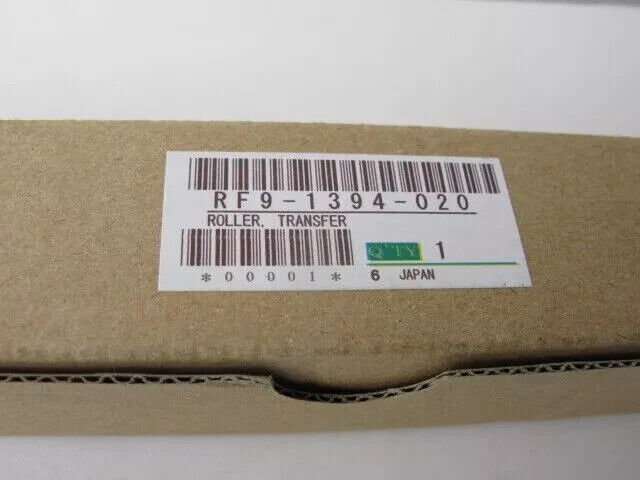 RF9-1394-020
ROLLER, TRANSFER
Q'TY 1
*00001*
6 JAPAN